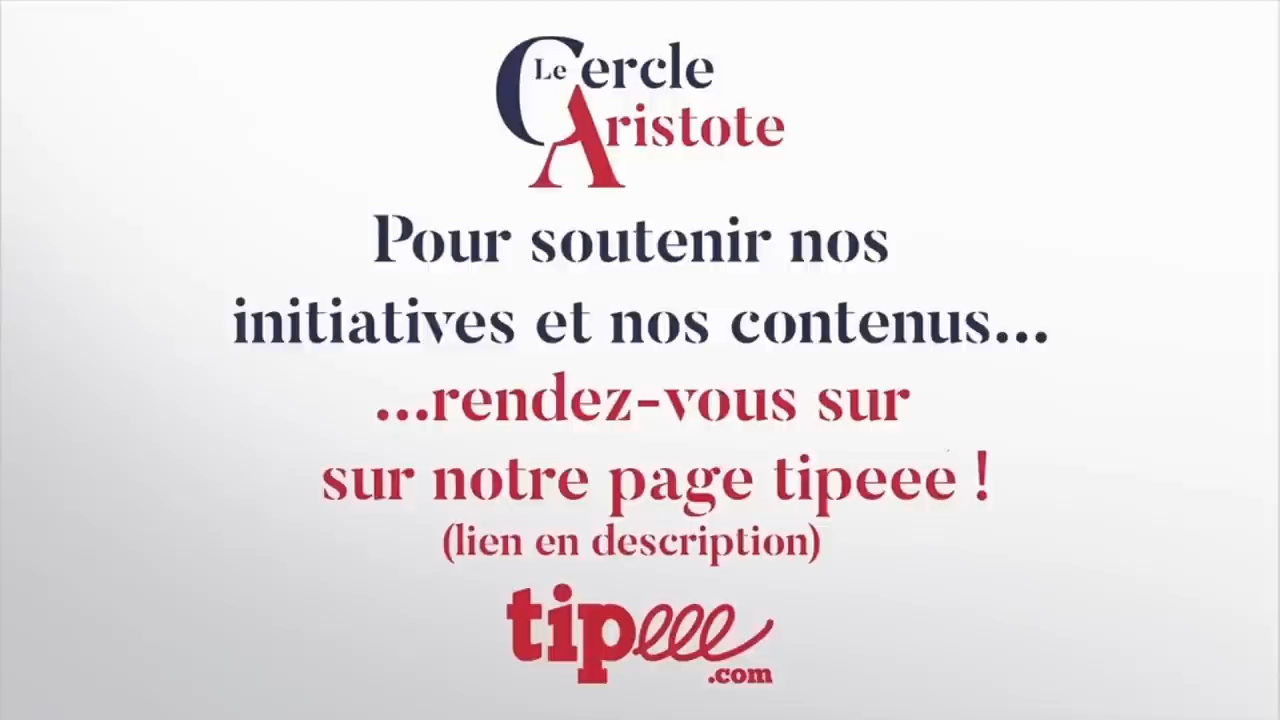 Le Cercle
Aristote
Pour soutenir nos
initiatives et nos contenus...
...rendez-vous sur
sur notre page tipeee !
(lien en description)
tipeee
.com